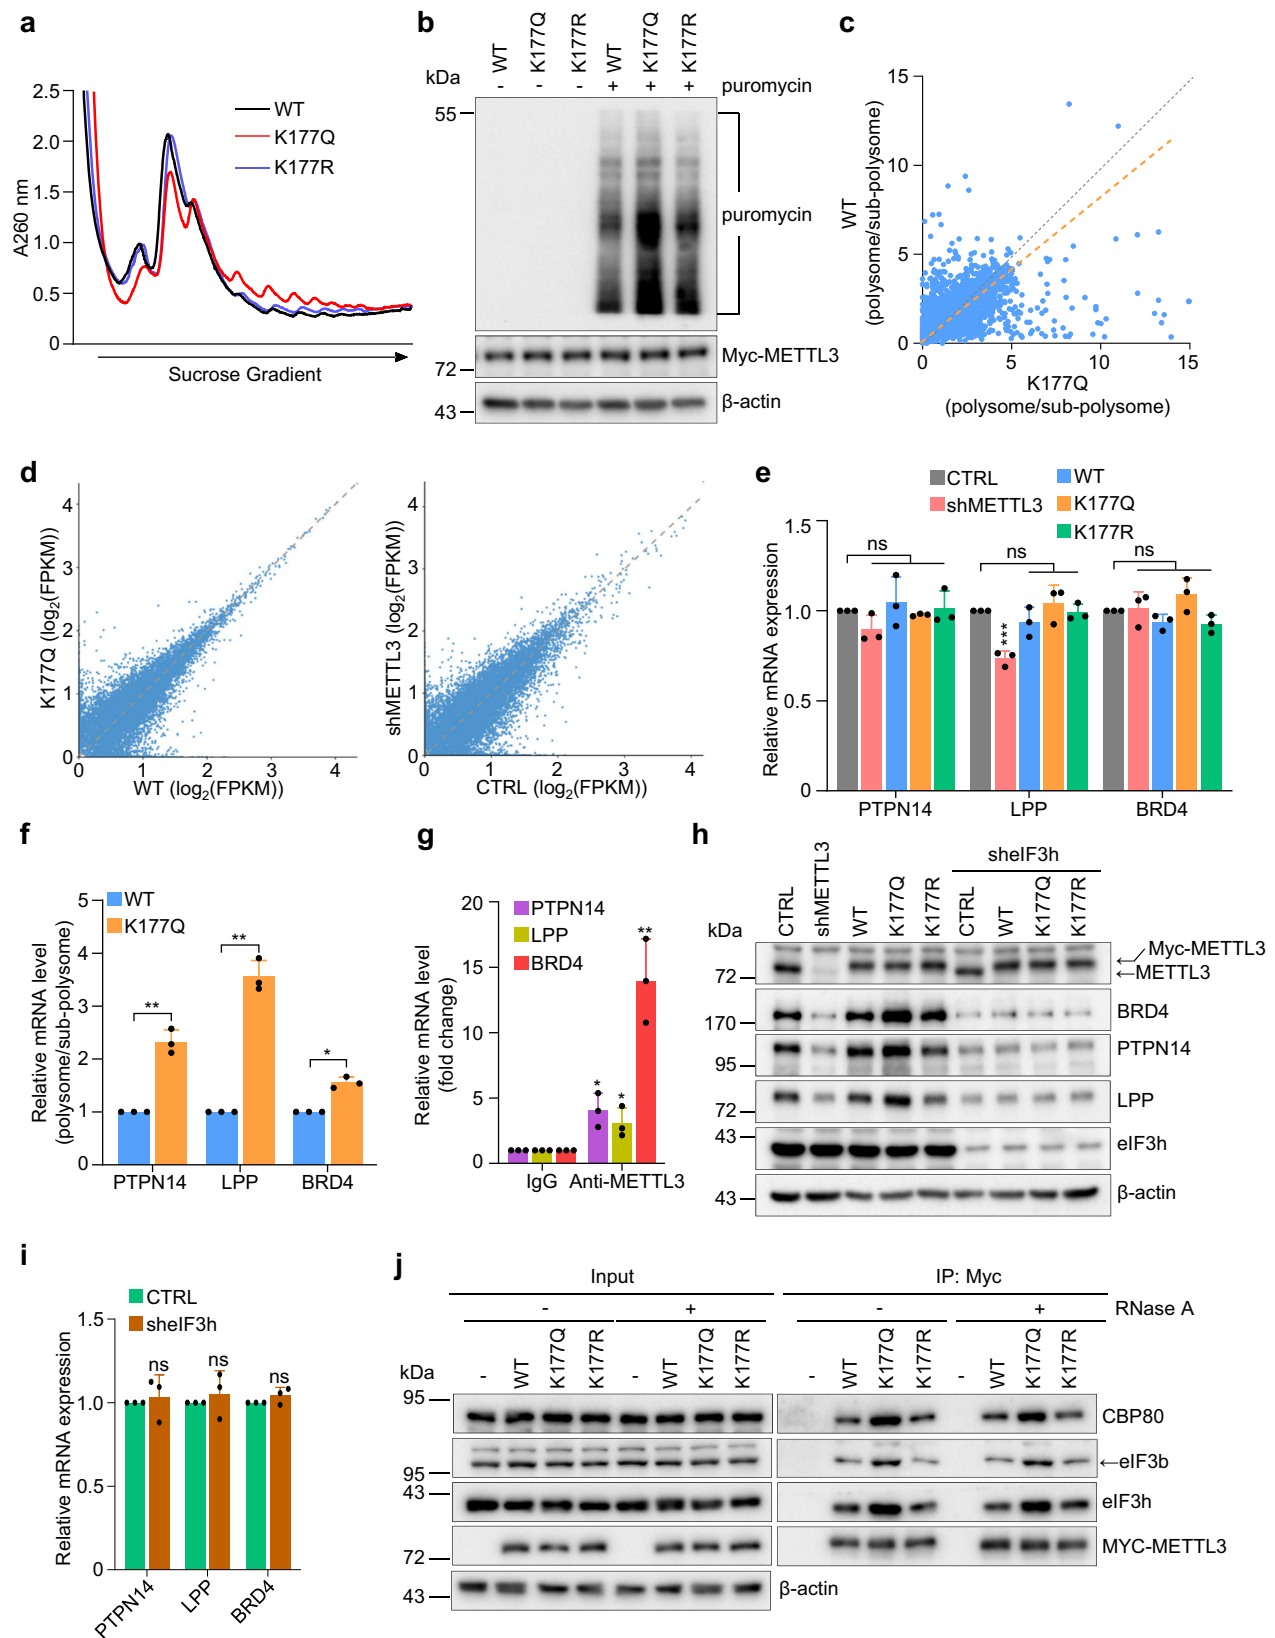 a
2.5
2.0
1.5
1.0
0.5
0
A260 nm
WT
K177Q
K177R
Sucrose Gradient
b
WT
K177Q
K177R
WT
K177Q
K177R
kDa
- - - + + + puromycin
55
puromycin
Myc-METTL3
72
β-actin
43
c
15
10
5
0
WT
(polysome/sub-polysome)
0 5 10 15
K177Q
(polysome/sub-polysome)
d
4
3
2
1
0
K177Q (log2(FPKM))
0 1 2 3 4
WT (log2(FPKM))
4
3
2
1
0
shMETTL3 (log2(FPKM))
0 1 2 3 4
CTRL (log2(FPKM))
e
CTRL
shMETTL3
WT
K177Q
K177R
1.5
1.0
0.5
0
Relative mRNA expression
ns
ns
ns
***
PTPN14 LPP BRD4
f
WT
K177Q
5
4
3
2
1
0
Relative mRNA level
(polysome/sub-polysome)
**
**
*
PTPN14 LPP BRD4
g
20
15
10
5
0
Relative mRNA level
(fold change)
PTPN14
LPP
BRD4
*
*
**
IgG Anti-METTL3
h
sheIF3h
CTRL
shMETTL3
WT
K177Q
K177R
CTRL
WT
K177Q
K177R
kDa
Myc-METTL3
←METTL3
72
BRD4
170
PTPN14
95
LPP
72
43
eIF3h
β-actin
43
i
CTRL
sheIF3h
1.5
1.0
0.5
0
Relative mRNA expression
ns
ns
ns
PTPN14
LPP
BRD4
j
Input IP: Myc
- + - + RNase A
kDa
-
WT
K177Q
K177R
-
WT
K177Q
K177R
-
WT
K177Q
K177R
-
WT
K177Q
K177R
95
CBP80
←eIF3b
95
43
eIF3h
MYC-METTL3
72
β-actin
43